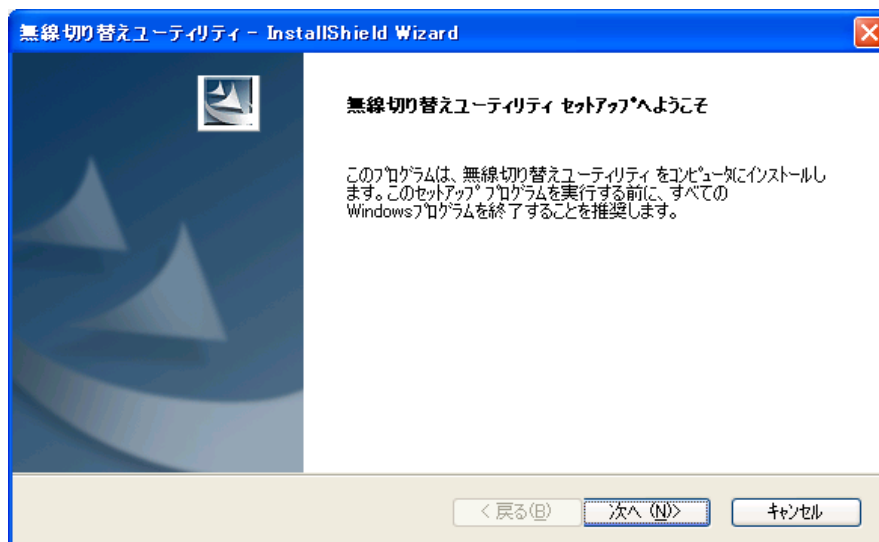 無線切り替えユーティリティ - InstallShield Wizard
無線切り替えユーティリティ セットアップへようこそ
このプログラムは、無線切り替えユーティリティ をコンピュータにインストールし
ます。このセットアップ プログラムを実行する前に、すべての
Windowsプログラムを終了することを推奨します。
< 戻る(B)
次へ (N)>
キャンセル